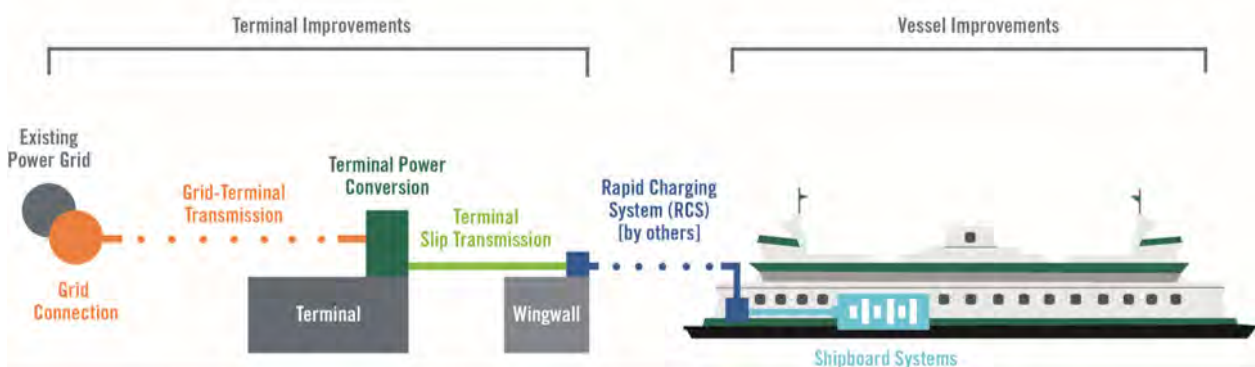 Terminal Improvements
Vessel Improvements
Existing
Power Grid
Grid-Terminal
Transmission
Terminal Power
Conversion
Terminal
Slip Transmission
Rapid Charging
System (RCS)
[by others]
Grid
Connection
Terminal
Wingwall
Shipboard Systems